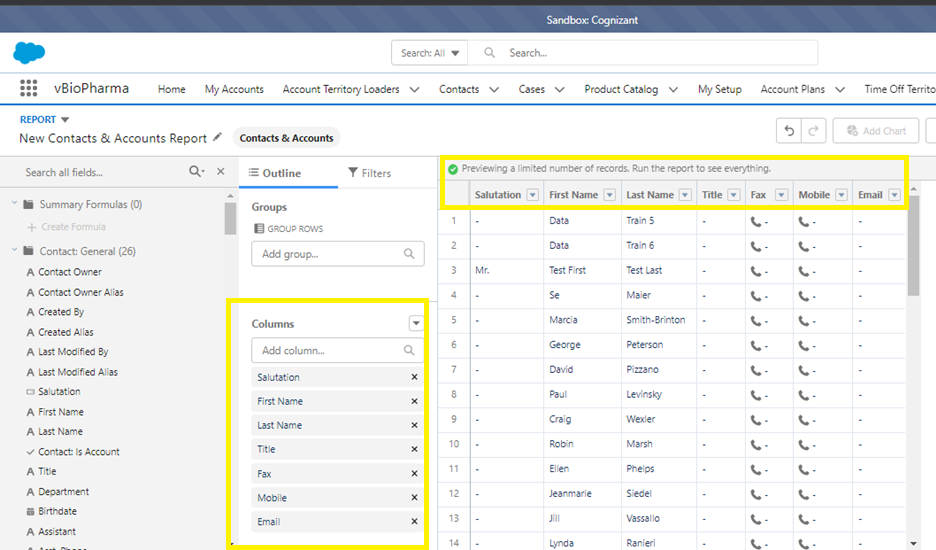 Sandbox: Cognizant
Search: All
Search...
vBioPharma
Home
My Accounts
Account Territory Loaders
Contacts
Cases
Product Catalog
My Setup
Account Plans
Time Off Territo
REPORT
New Contacts & Accounts Report
Contacts & Accounts
Add Chart
Search all fields...
Summary Formulas (0)
Create Formula
Contact: General (26)
Contact Owner
Contact Owner Alias
Created By
Created Alias
Last Modified By
Last Modified Alias
Salutation
First Name
Last Name
Contact: Is Account
Title
Department
Birthdate
Assistant
Outline
Filters
Groups
GROUP ROWS
Add group...
Columns
Add column...
Salutation
First Name
Last Name
Title
Fax
Mobile
Email
Previewing a limited number of records. Run the report to see everything.
Salutation First Name Last Name Title Fax Mobile Email
1 - Data Train 5 - - - -
2 - Data Train 6 - - - -
3 Mr. Test First Test Last - - - -
4 - Se Maier - - - -
5 - Marcia Smith-Brinton - - - -
6 - George Peterson - - - -
7 - David Pizzano - - - -
8 - Paul Levinsky - - - -
9 - Craig Wexler - - - -
10 - Robin Marsh - - - -
11 - Ellen Phelps - - - -
12 - Jeanmarie Siedel - - - -
13 - Jill Vassallo - - - -
14 - Lynda Ranieri - - - -